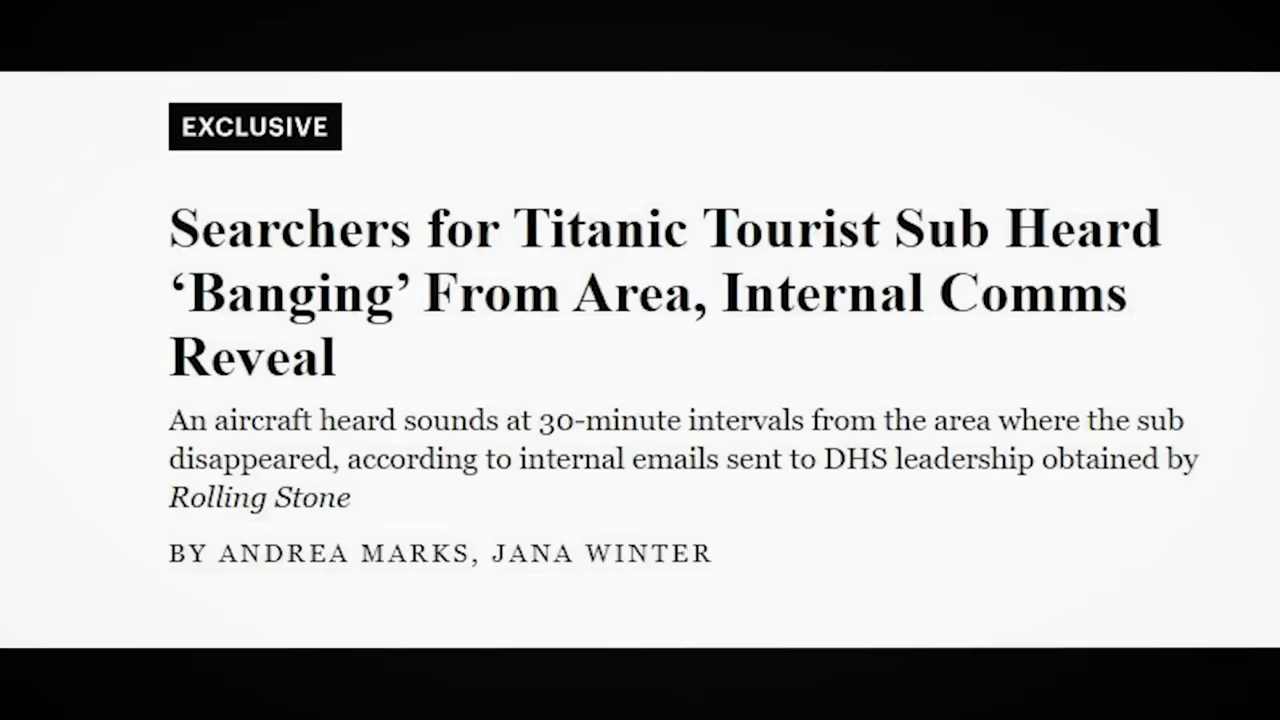 EXCLUSIVE
Searchers for Titanic Tourist Sub Heard
‘Banging’ From Area, Internal Comms
Reveal
An aircraft heard sounds at 30-minute intervals from the area where the sub
disappeared, according to internal emails sent to DHS leadership obtained by
Rolling Stone
BY ANDREA MARKS, JANA WINTER